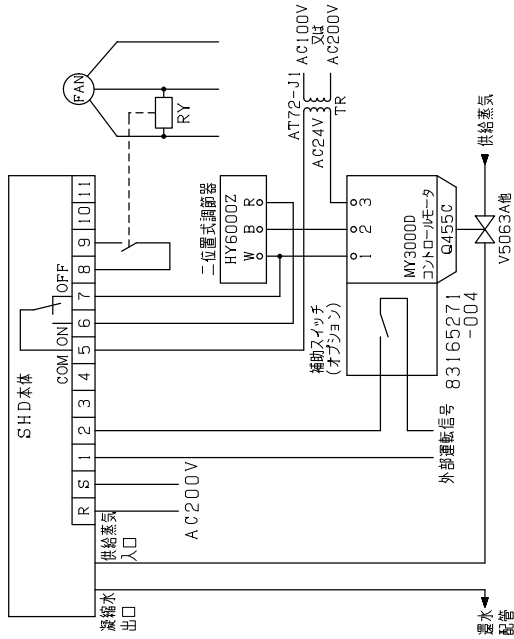 SHD本体
COM ON
OFF
R S 1 2 3 4 5 6 7 8 9 10 11
FAN
RY
凝縮水
出口
供給蒸気
入口
AC200V
二位置式調節器
HY6000Z
W B R
AT72-J1
AC100V
又は
AC200V
AC24V
TR
補助スイッチ
(オプション)
1 2 3
MY3000D
コントロールモータ
Q455C
83165271
-004
外部運転信号
供給蒸気
V5063A他
還水
配管